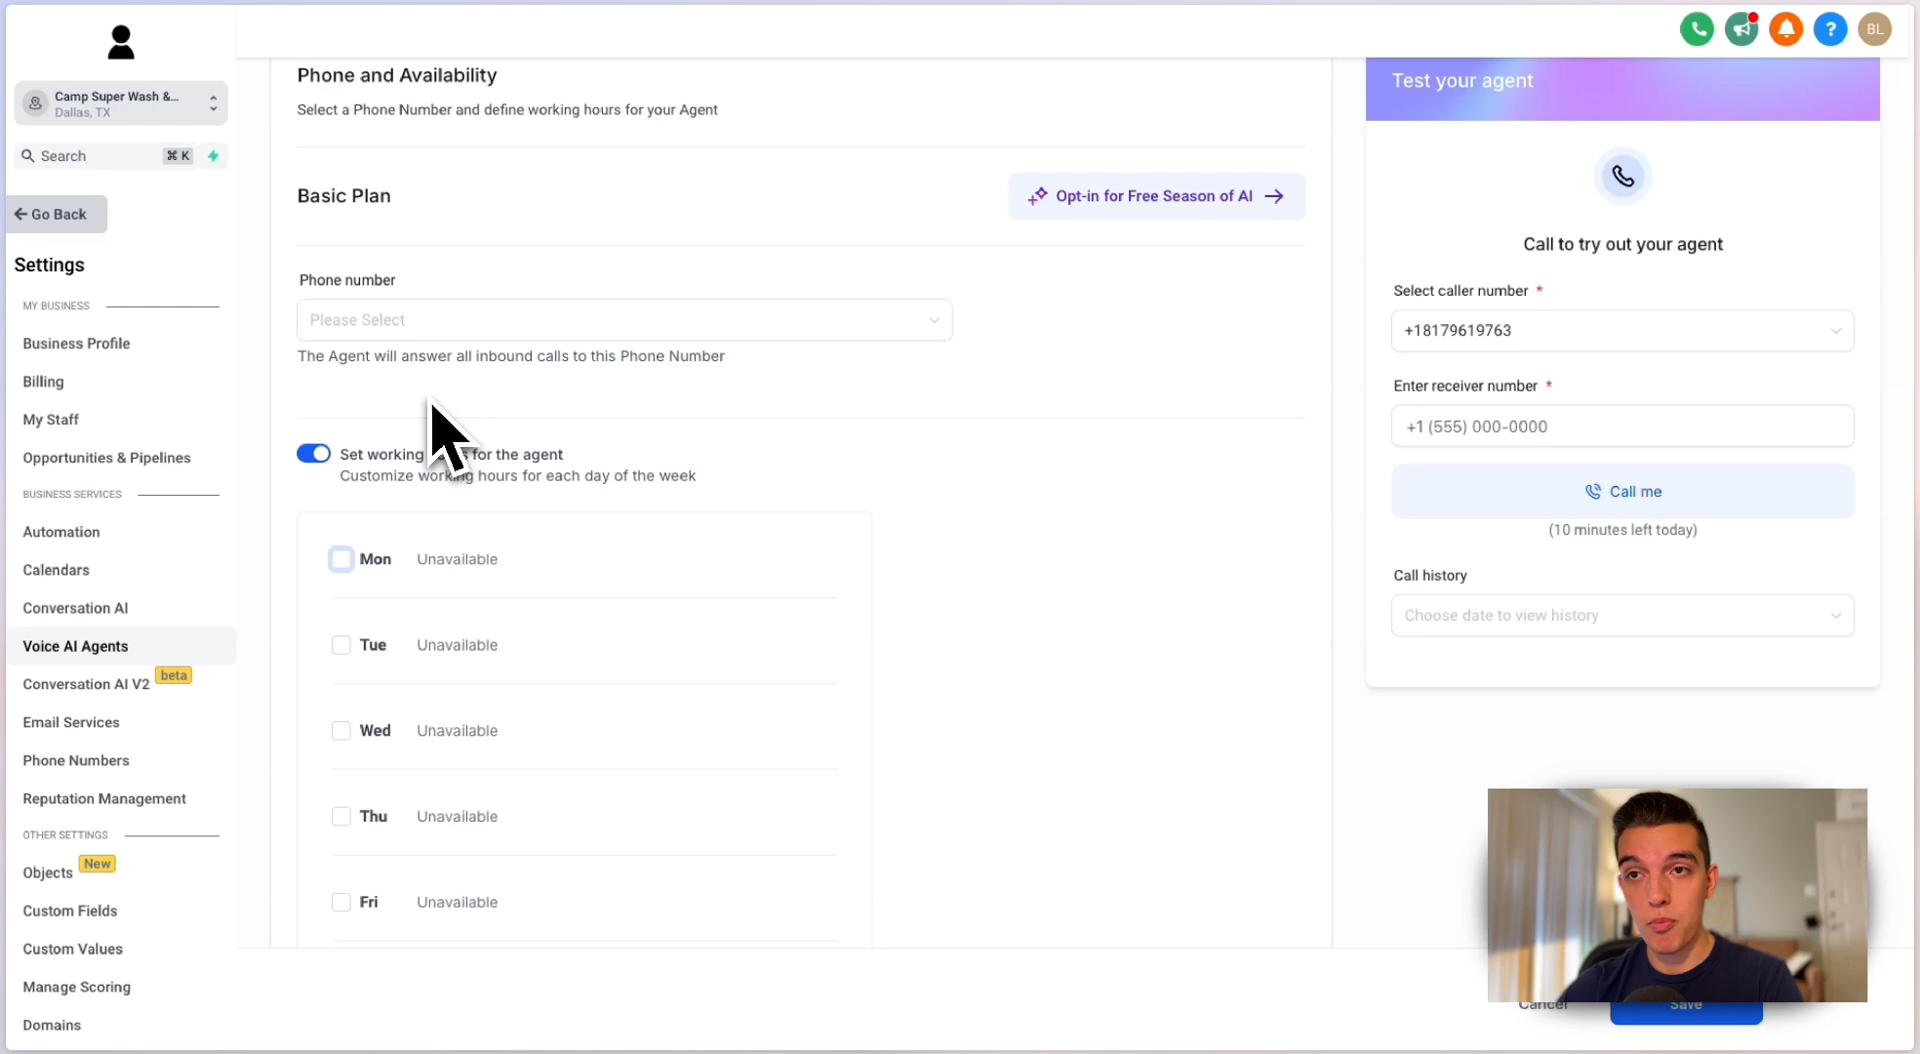 Camp Super Wash &...
Dallas, TX
Search
⌘ K
Go Back
Settings
MY BUSINESS
Business Profile
Billing
My Staff
Opportunities & Pipelines
BUSINESS SERVICES
Automation
Calendars
Conversation AI
Voice AI Agents
Conversation AI V2 beta
Email Services
Phone Numbers
Reputation Management
OTHER SETTINGS
Objects New
Custom Fields
Custom Values
Manage Scoring
Domains
Phone and Availability
Select a Phone Number and define working hours for your Agent
Basic Plan
Opt-in for Free Season of AI
Phone number
Please Select
The Agent will answer all inbound calls to this Phone Number
Set working for the agent
Customize working hours for each day of the week
Mon Unavailable
Tue Unavailable
Wed Unavailable
Thu Unavailable
Fri Unavailable
?
BL
Test your agent
Call to try out your agent
Select caller number *
+18179619763
Enter receiver number *
+1 (555) 000-0000
Call me
(10 minutes left today)
Call history
Choose date to view history
Cancel
Save